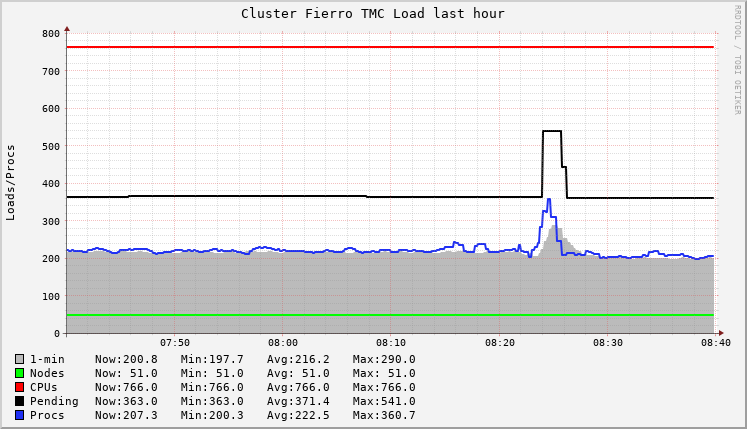 Cluster Fierro TMC Load last hour
RRDTOOL / TOBI OETIKER
Loads/Procs
800
700
600
500
400
300
200
100
0
07:50 08:00 08:10 08:20 08:30 08:40
1-min Now:200.8 Min:197.7 Avg:216.2 Max:290.0
Nodes Now: 51.0 Min: 51.0 Avg: 51.0 Max: 51.0
CPUs Now:766.0 Min:766.0 Avg:766.0 Max:766.0
Pending Now:363.0 Min:363.0 Avg:371.4 Max:541.0
Procs Now:207.3 Min:200.3 Avg:222.5 Max:360.7